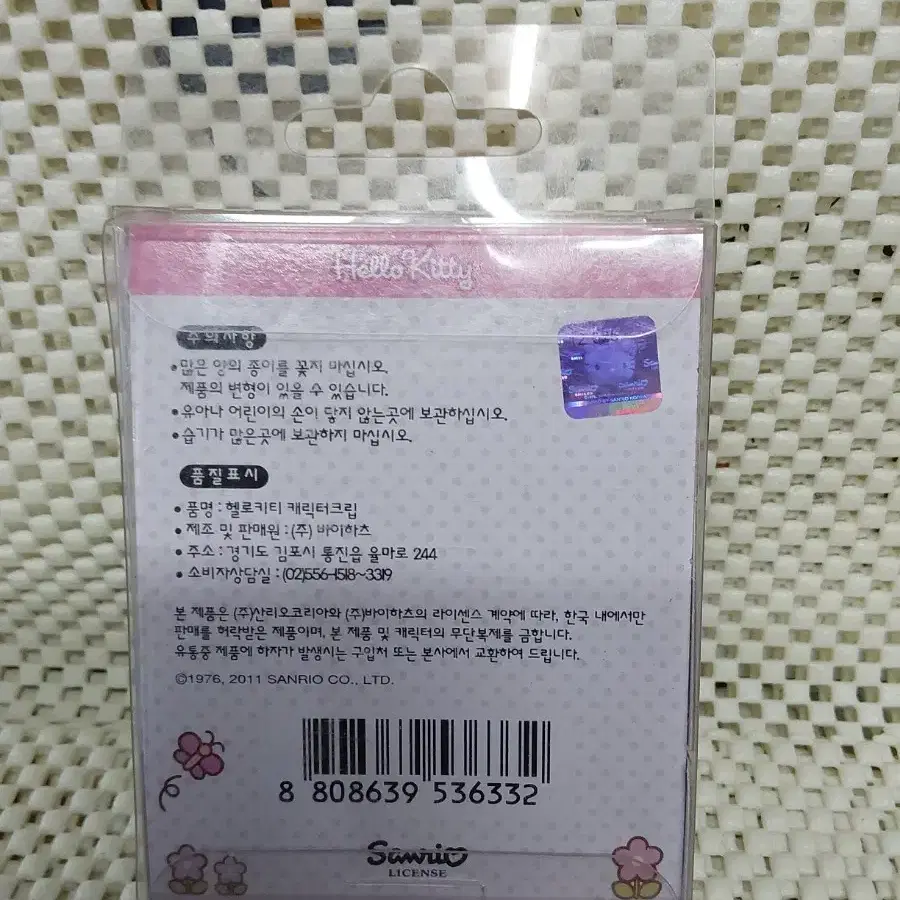 Hello Kitty
주의사항
•많은 양의 종이를 꽂지 마십시오.
제품의 변형이 있을 수 있습니다.
•유아나 어린이의 손이 닿지 않는곳에 보관하십시오.
•습기가 많은곳에 보관하지 마십시오.
품질표시
• 품명 : 헬로키티 캐릭터크립
• 제조 및 판매원 : (주) 바이하츠
• 주소 : 경기도 김포시 통진읍 율마로 244
• 소비자상담실 : (02)556-1518~3319
본 제품은 (주)산리오코리아와 (주)바이하츠의 라이센스 계약에 따라, 한국 내에서만
판매를 허락받은 제품이며, 본 제품 및 캐릭터의 무단복제를 금합니다.
유통중 제품에 하자가 발생시는 구입처 또는 본사에서 교환하여 드립니다.
©1976, 2011 SANRIO CO., LTD.
8 808639 536332
Sanrio
LICENSE